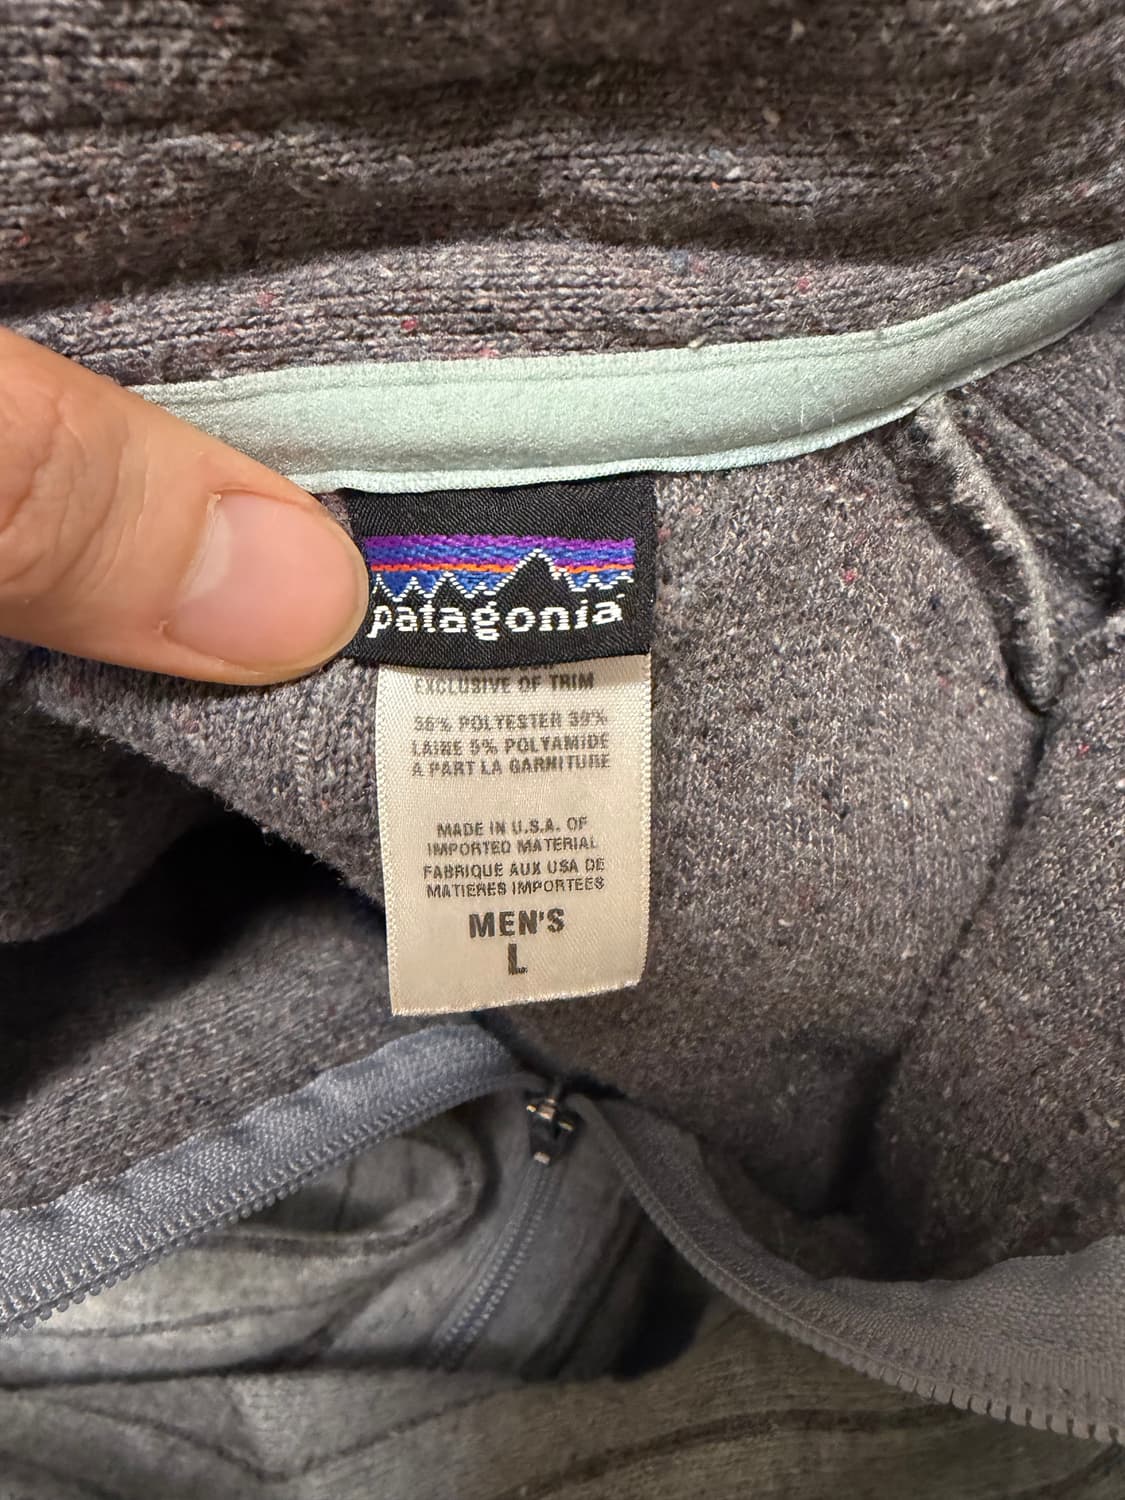 patagonia
EXCLUSIVE OF TRIM
56% POLYESTER 39%
LAINE 5% POLYAMIDE
A PART LA GARNITURE
MADE IN U.S.A. OF
IMPORTED MATERIAL
FABRIQUE AUX USA DE
MATIERES IMPORTEES
MEN'S
L